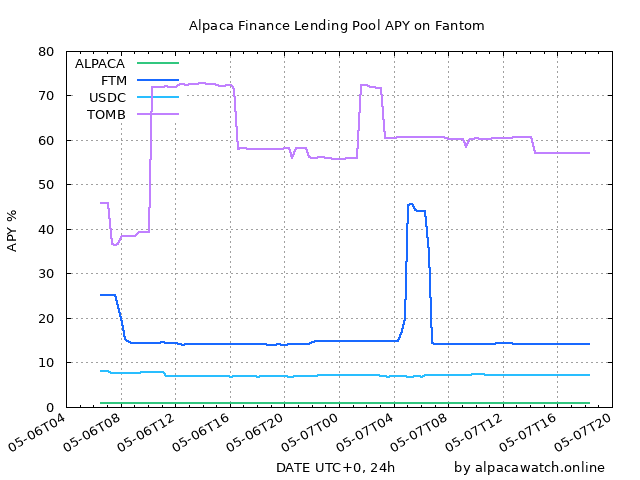 Alpaca Finance Lending Pool APY on Fantom
80
70
60
50
40
30
20
10
0
APY %
ALPACA
FTM
USDC
TOMB
05-06T04
05-06T08
05-06T12
05-06T16
05-06T20
05-07T00
05-07T04
05-07T08
05-07T12
05-07T16
05-07T20
DATE UTC+0, 24h
by alpacawatch.online